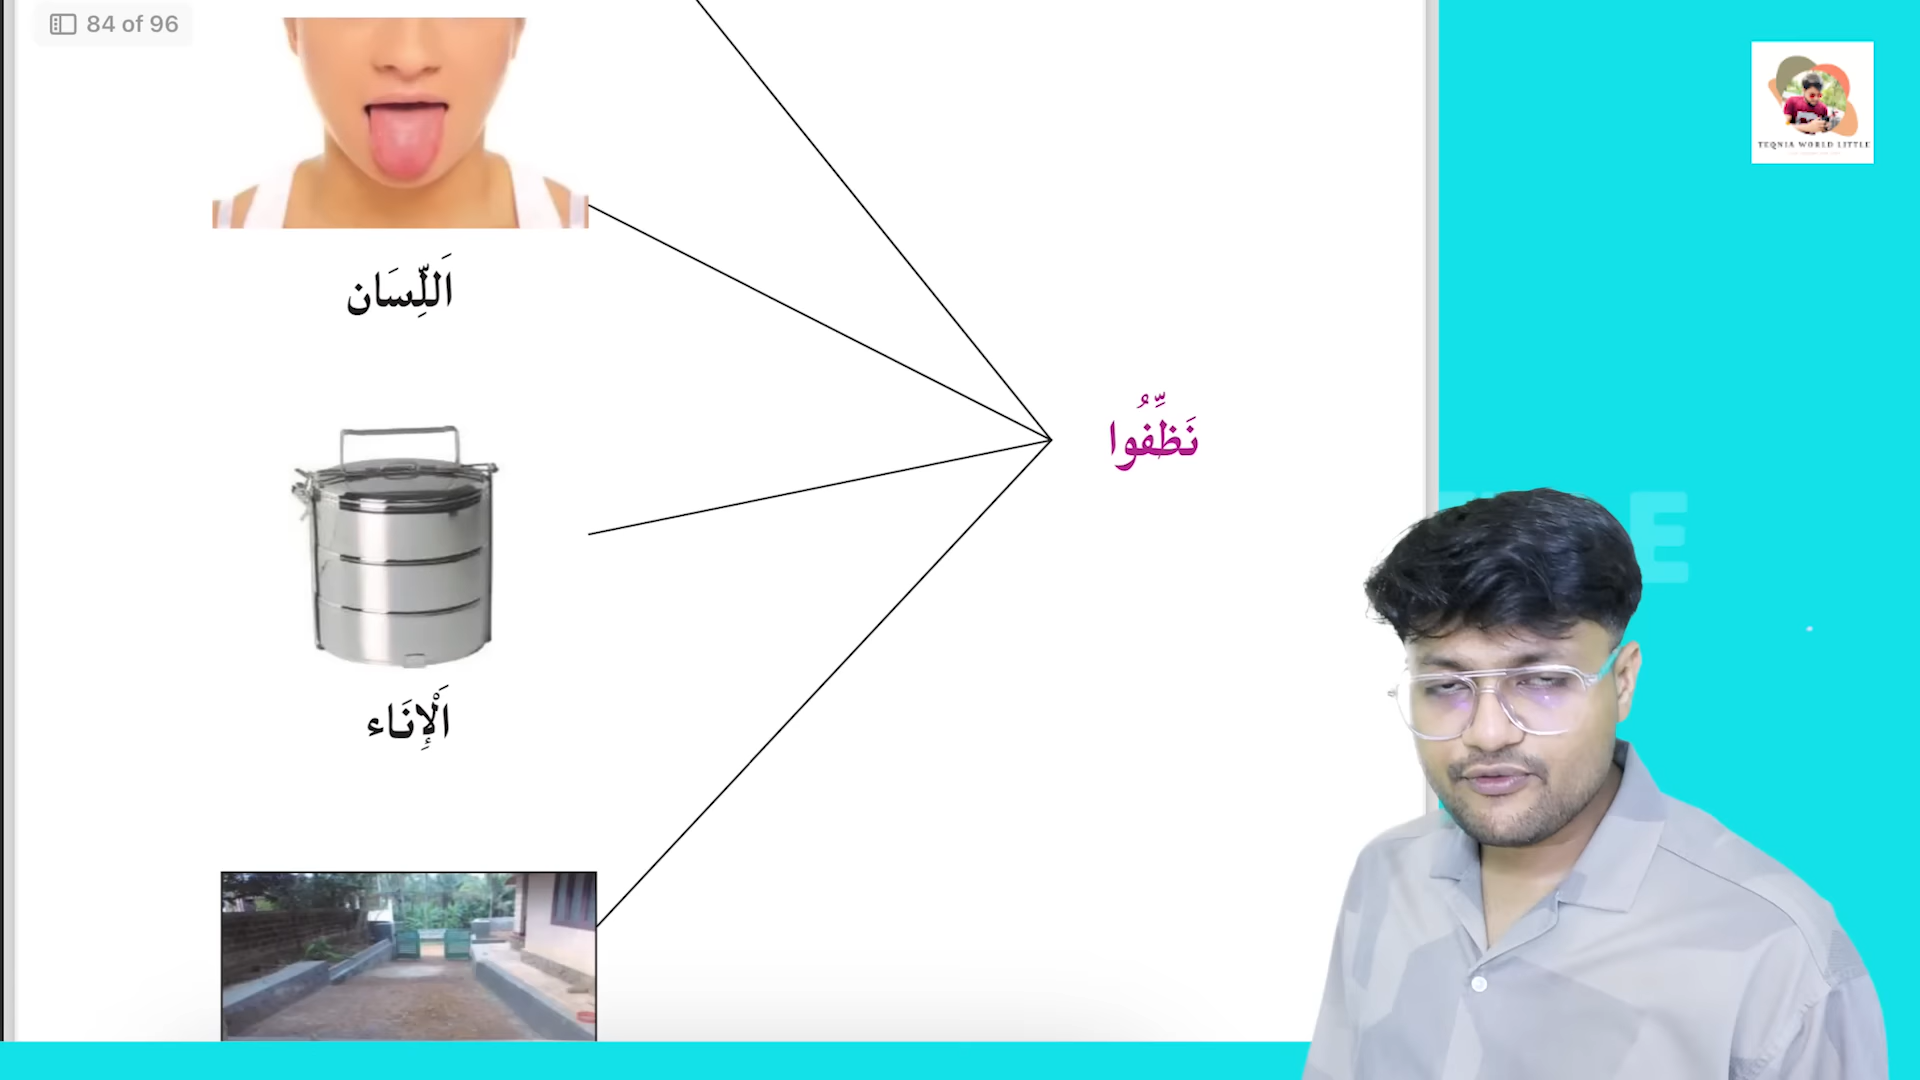 84 of 96
TEQNIA WORLD LITTLE
اَللِّسَان
نَظِّفُوا
E
اَلْإِنَاء